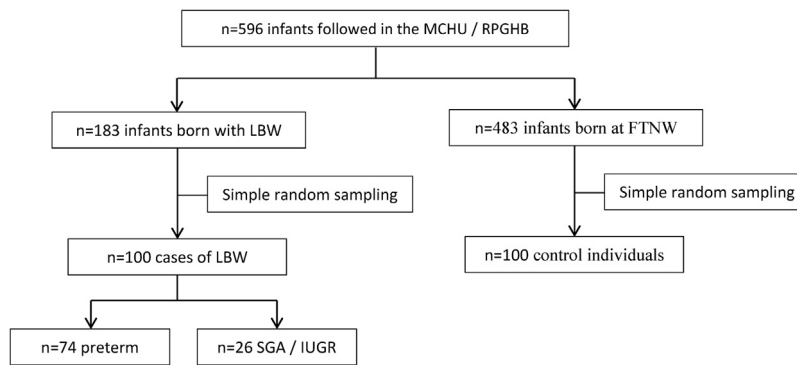 n=596 infants followed in the MCHU / RPGHB
n=183 infants born with LBW
n=483 infants born at FTNW
Simple random sampling
Simple random sampling
n=100 cases of LBW
n=100 control individuals
n=74 preterm
n=26 SGA / IUGR